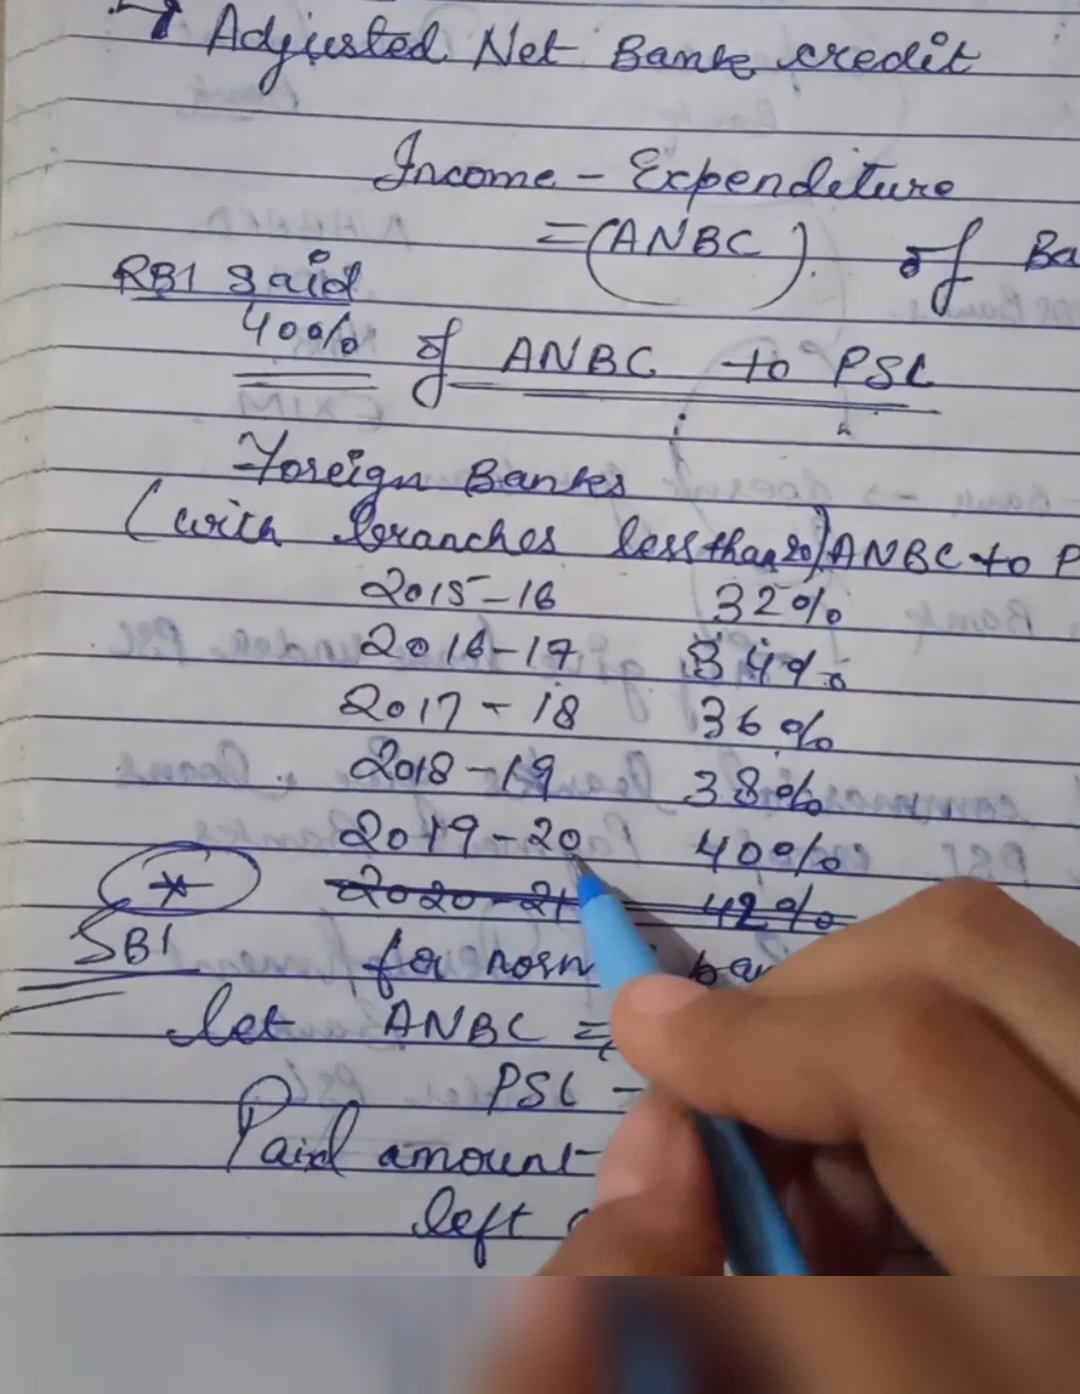 → Adjusted Net Bank credit
Income - Expenditure
= (ANBC). of Ba
RBI said
40% of ANBC to PSL
Foreign Banks
(with branches less than 20) ANBC to P
2015-16 32%
2016-17 34%
2017-18 36%
2018-19 38%
2019-20 40%
2020-21 42%
SBI
for norm
let ANBC =
PSL -
Paid amount
left